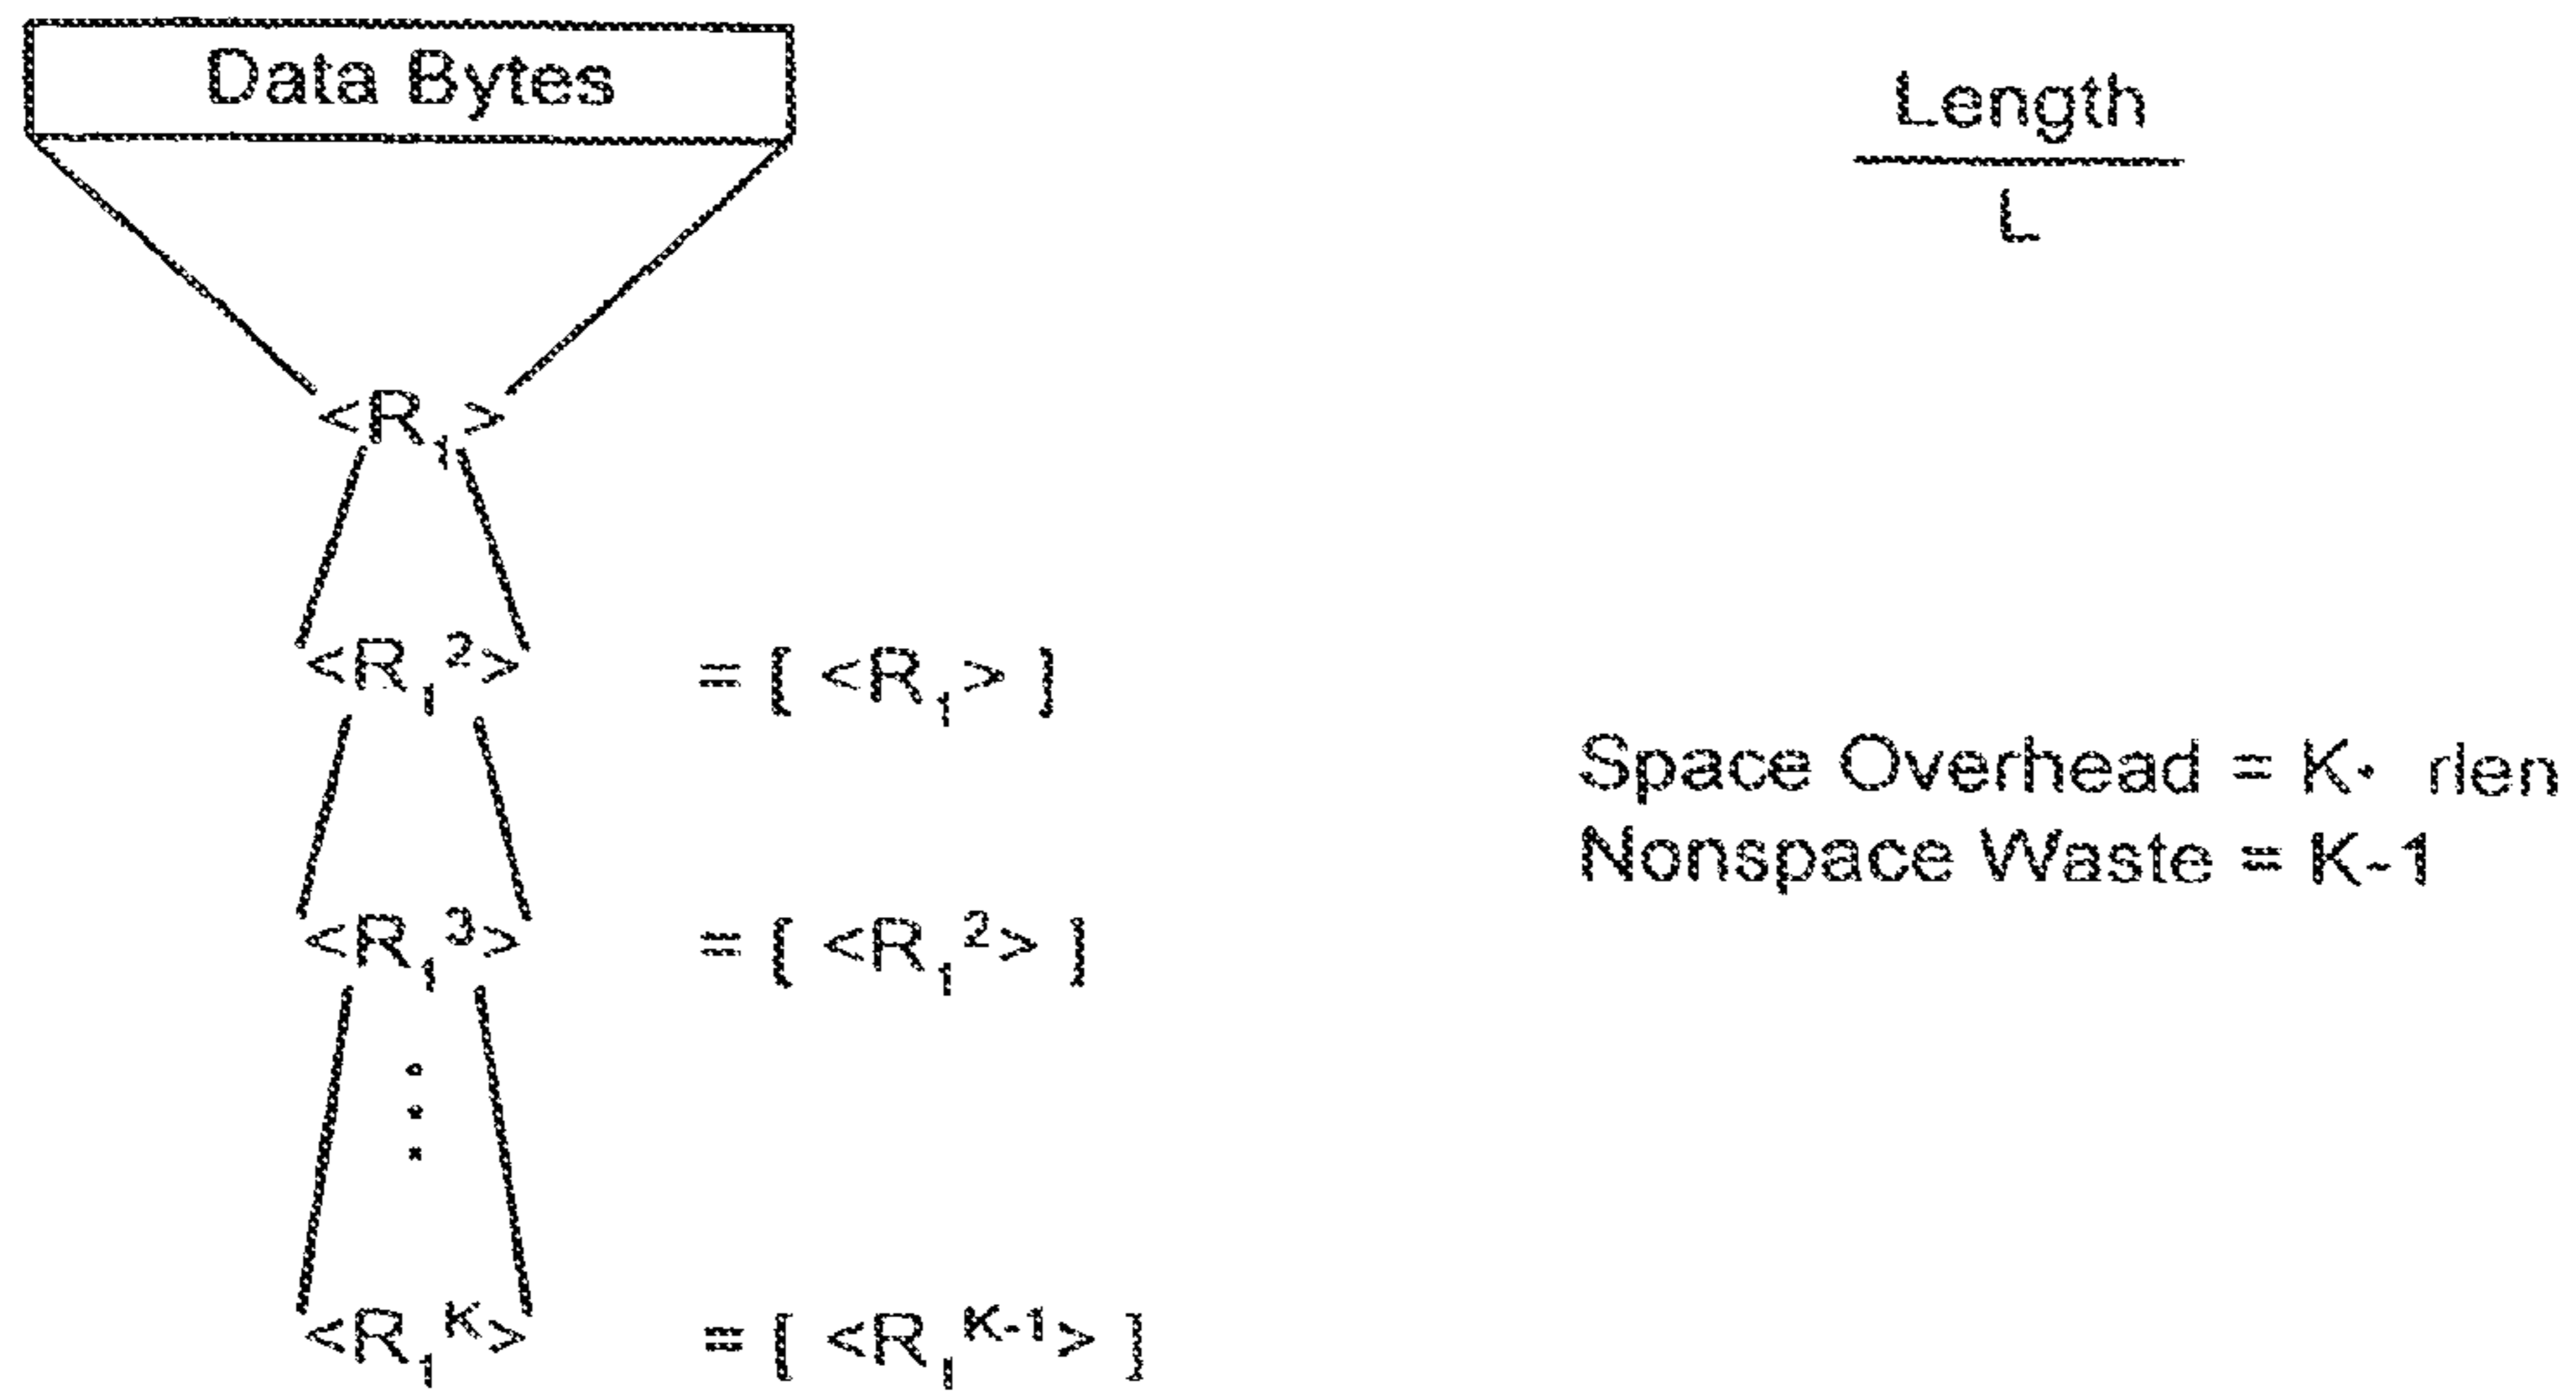 Data Bytes
Length
L
<R₁>
<R₁²> = [ <R₁> ]
Space Overhead = K· rlen
Nonspace Waste = K-1
<R₁³> = [ <R₁²> ]
<R₁ᴷ> = [ <R₁ᴷ⁻¹> ]